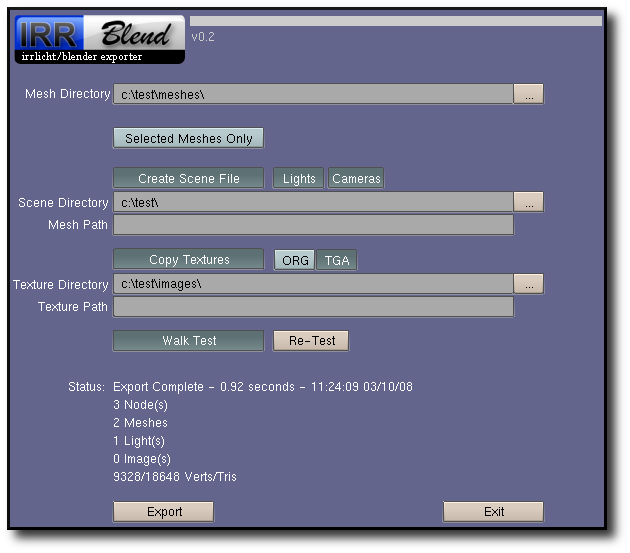 IRR Blend
v0.2
irrlicht/blender exporter
Mesh Directory c:\test\meshes\ ...
Selected Meshes Only
Create Scene File Lights Cameras
Scene Directory c:\test\ ...
Mesh Path
Copy Textures ORG TGA
Texture Directory c:\test\images\ ...
Texture Path
Walk Test Re-Test
Status: Export Complete - 0.92 seconds - 11:24:09 03/10/08
3 Node(s)
2 Meshes
1 Light(s)
0 Image(s)
9328/18648 Verts/Tris
Export Exit